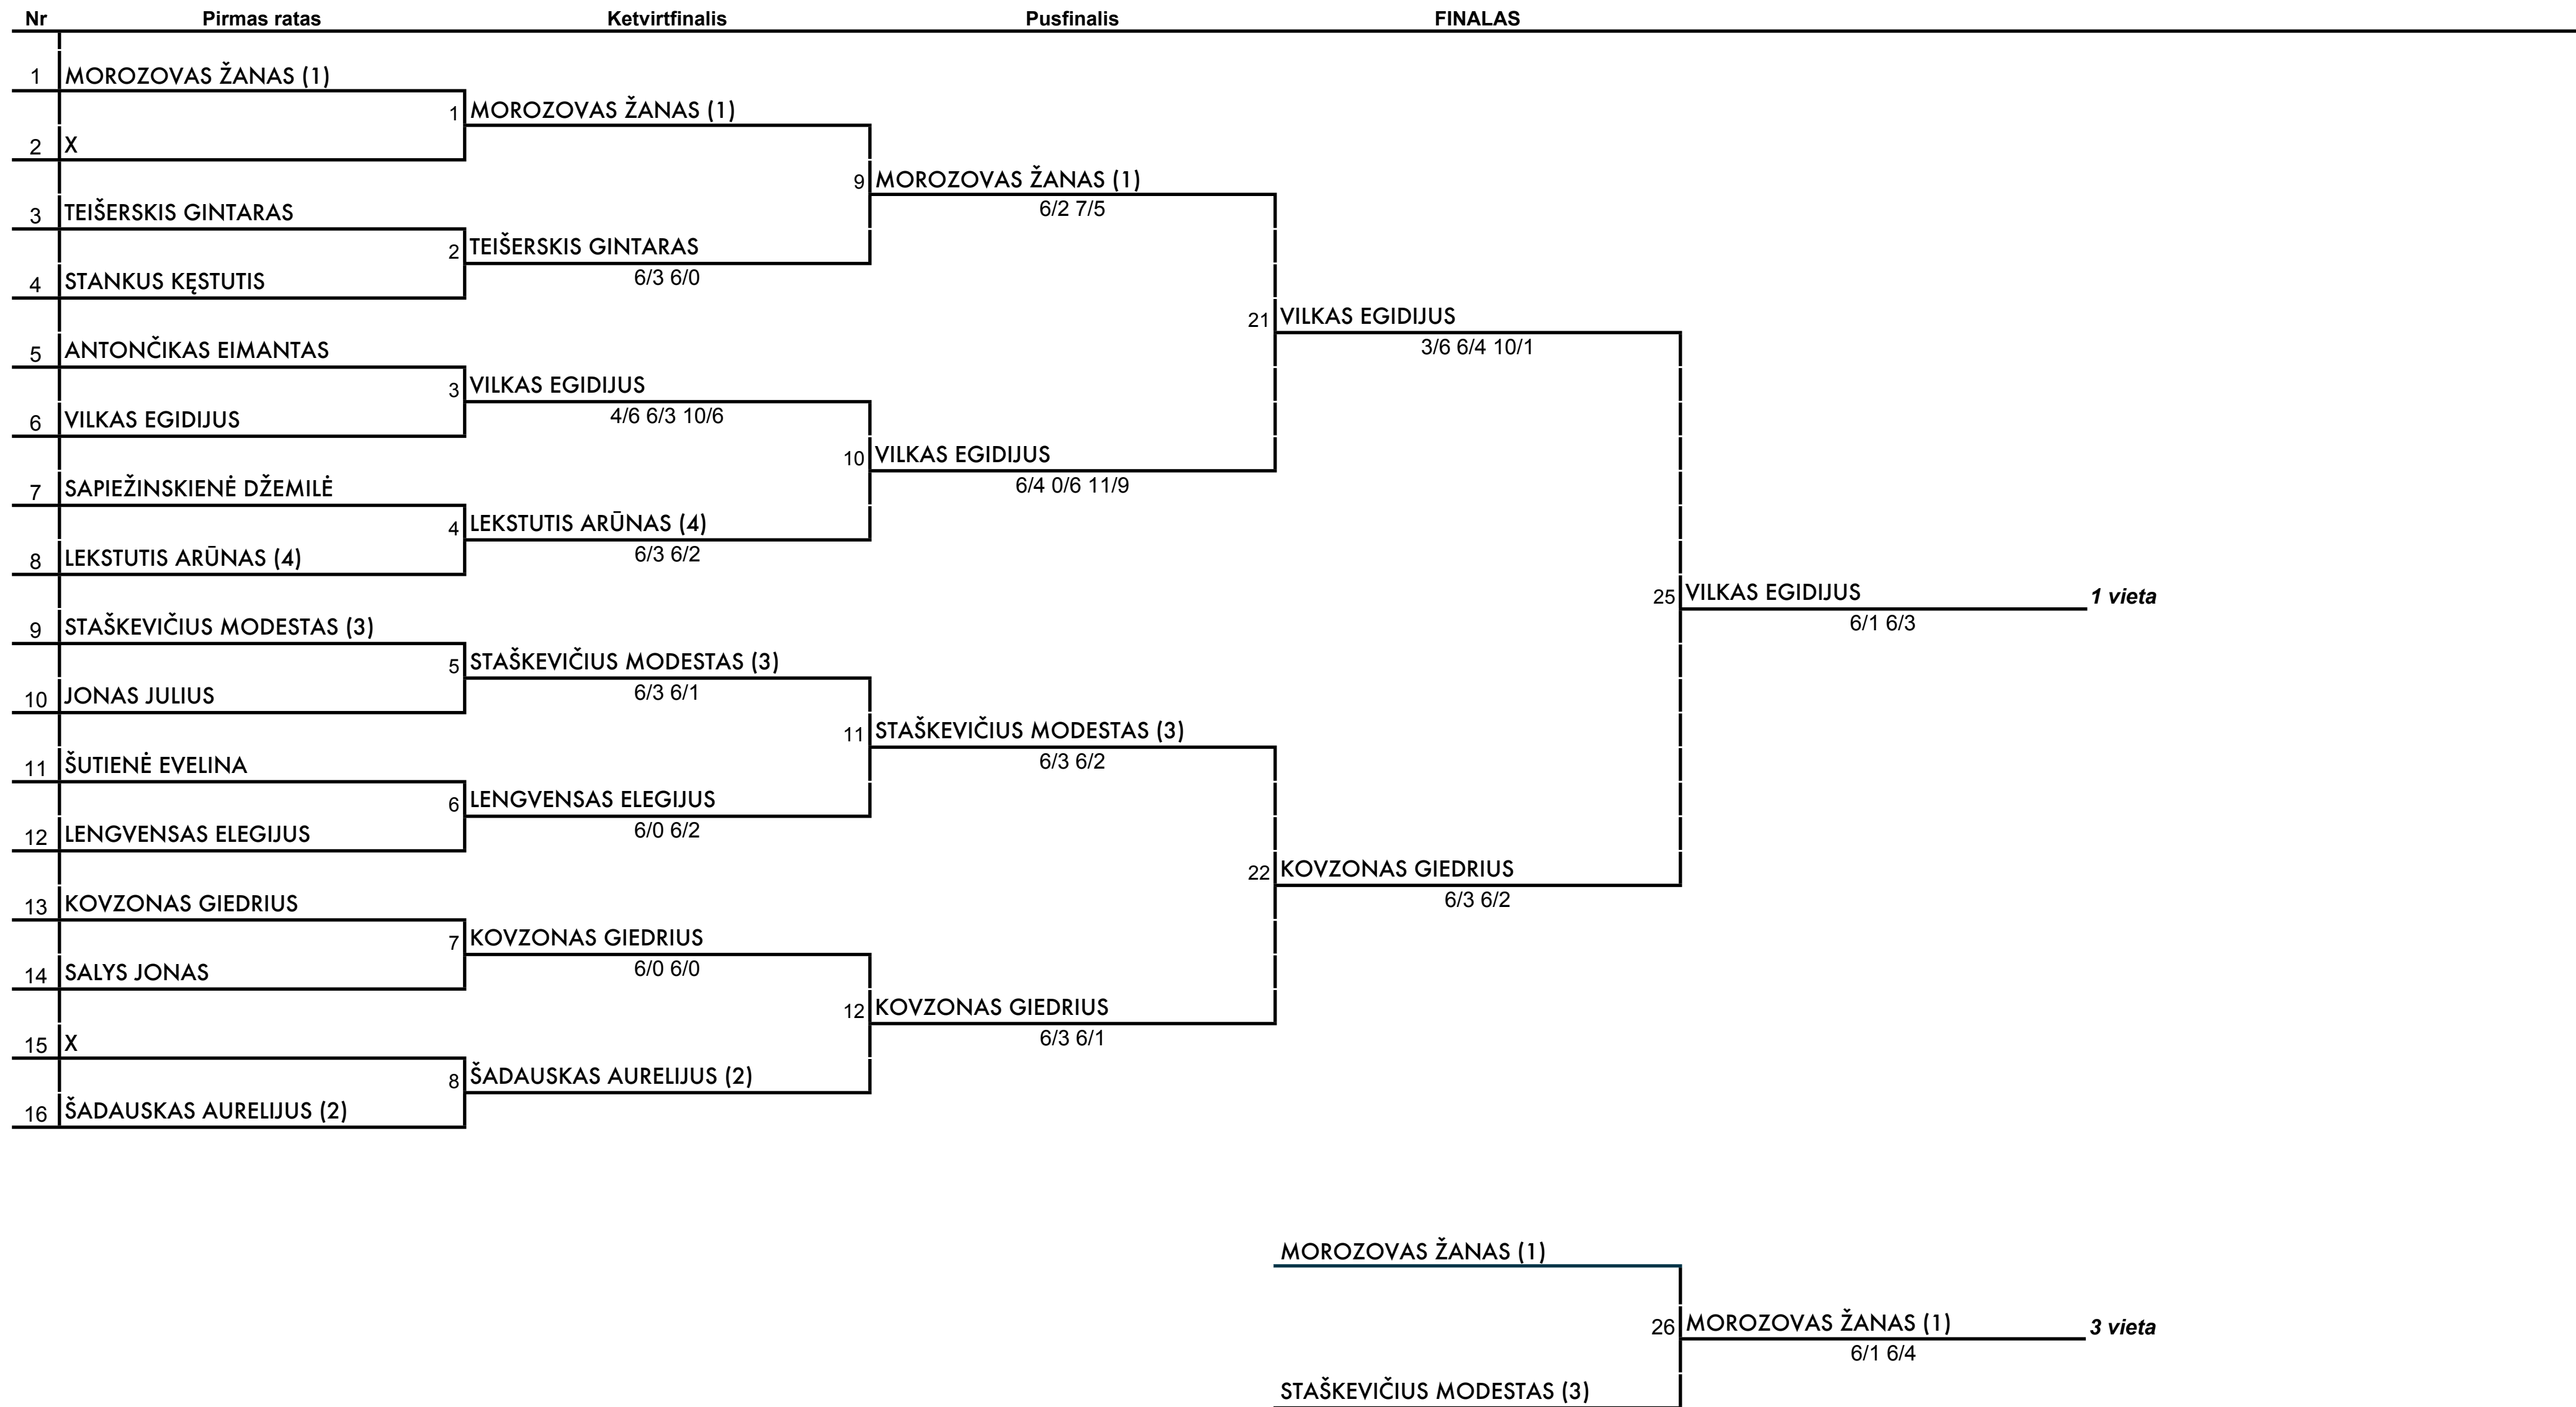 Nr Pirmas ratas Ketvirtfinalis Pusfinalis FINALAS
1 MOROZOVAS ŽANAS (1)
1 MOROZOVAS ŽANAS (1)
2 X
9 MOROZOVAS ŽANAS (1)
6/2 7/5
3 TEIŠERSKIS GINTARAS
2 TEIŠERSKIS GINTARAS
6/3 6/0
4 STANKUS KĘSTUTIS
21 VILKAS EGIDIJUS
3/6 6/4 10/1
5 ANTONČIKAS EIMANTAS
3 VILKAS EGIDIJUS
4/6 6/3 10/6
6 VILKAS EGIDIJUS
10 VILKAS EGIDIJUS
6/4 0/6 11/9
7 SAPIEŽINSKIENĖ DŽEMILĖ
4 LEKSTUTIS ARŪNAS (4)
6/3 6/2
8 LEKSTUTIS ARŪNAS (4)
25 VILKAS EGIDIJUS 1 vieta
6/1 6/3
9 STAŠKEVIČIUS MODESTAS (3)
5 STAŠKEVIČIUS MODESTAS (3)
6/3 6/1
10 JONAS JULIUS
11 STAŠKEVIČIUS MODESTAS (3)
6/3 6/2
11 ŠUTIENĖ EVELINA
6 LENGVENSAS ELEGIJUS
6/0 6/2
12 LENGVENSAS ELEGIJUS
22 KOVZONAS GIEDRIUS
6/3 6/2
13 KOVZONAS GIEDRIUS
7 KOVZONAS GIEDRIUS
6/0 6/0
14 SALYS JONAS
12 KOVZONAS GIEDRIUS
6/3 6/1
15 X
8 ŠADAUSKAS AURELIJUS (2)
16 ŠADAUSKAS AURELIJUS (2)
MOROZOVAS ŽANAS (1)
26 MOROZOVAS ŽANAS (1) 3 vieta
6/1 6/4
STAŠKEVIČIUS MODESTAS (3)